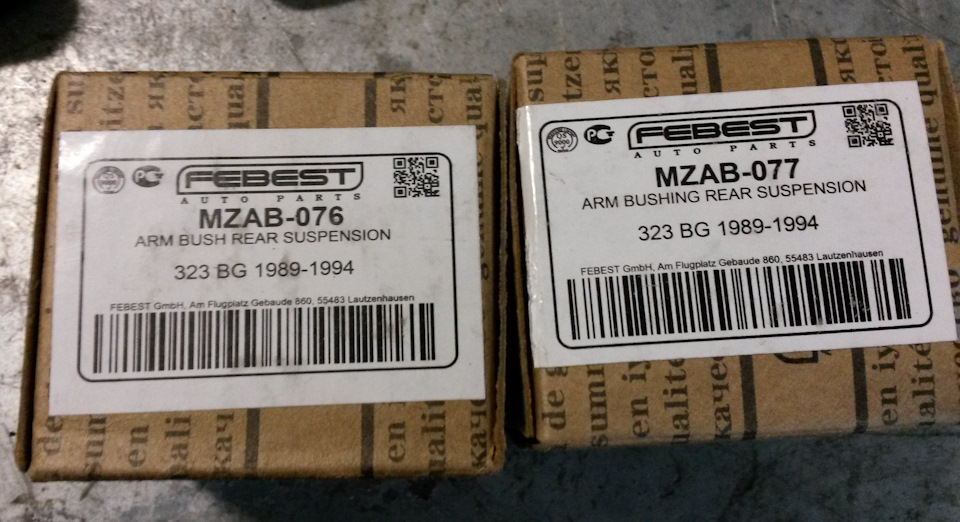 FEBEST
AUTO PARTS
MZAB-076
ARM BUSH REAR SUSPENSION
323 BG 1989-1994
FEBEST GmbH, Am Flugplatz Gebaude 860, 55483 Lautzenhausen
FEBEST
AUTO PARTS
MZAB-077
ARM BUSHING REAR SUSPENSION
323 BG 1989-1994
FEBEST GmbH, Am Flugplatz Gebaude 860, 55483 Lautzenhausen